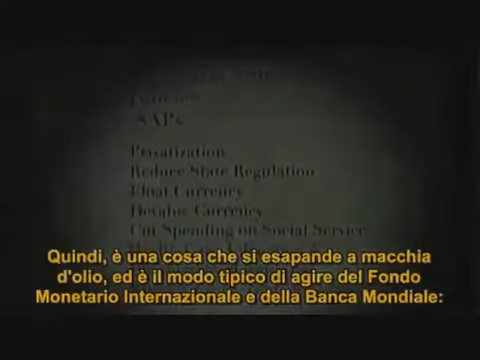 SAPs
Privatization
Reduce State Regulation
Float Currency
Devalue Currency
Cut Spending on Social Service
Quindi, è una cosa che si esapande a macchia
d'olio, ed è il modo tipico di agire del Fondo
Monetario Internazionale e della Banca Mondiale: